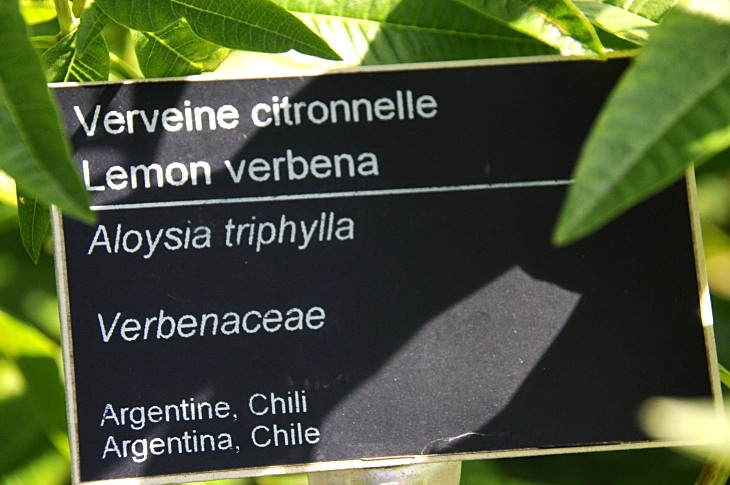 Verveine citronnelle
Lemon verbena
Aloysia triphylla
Verbenaceae
Argentine, Chili
Argentina, Chile